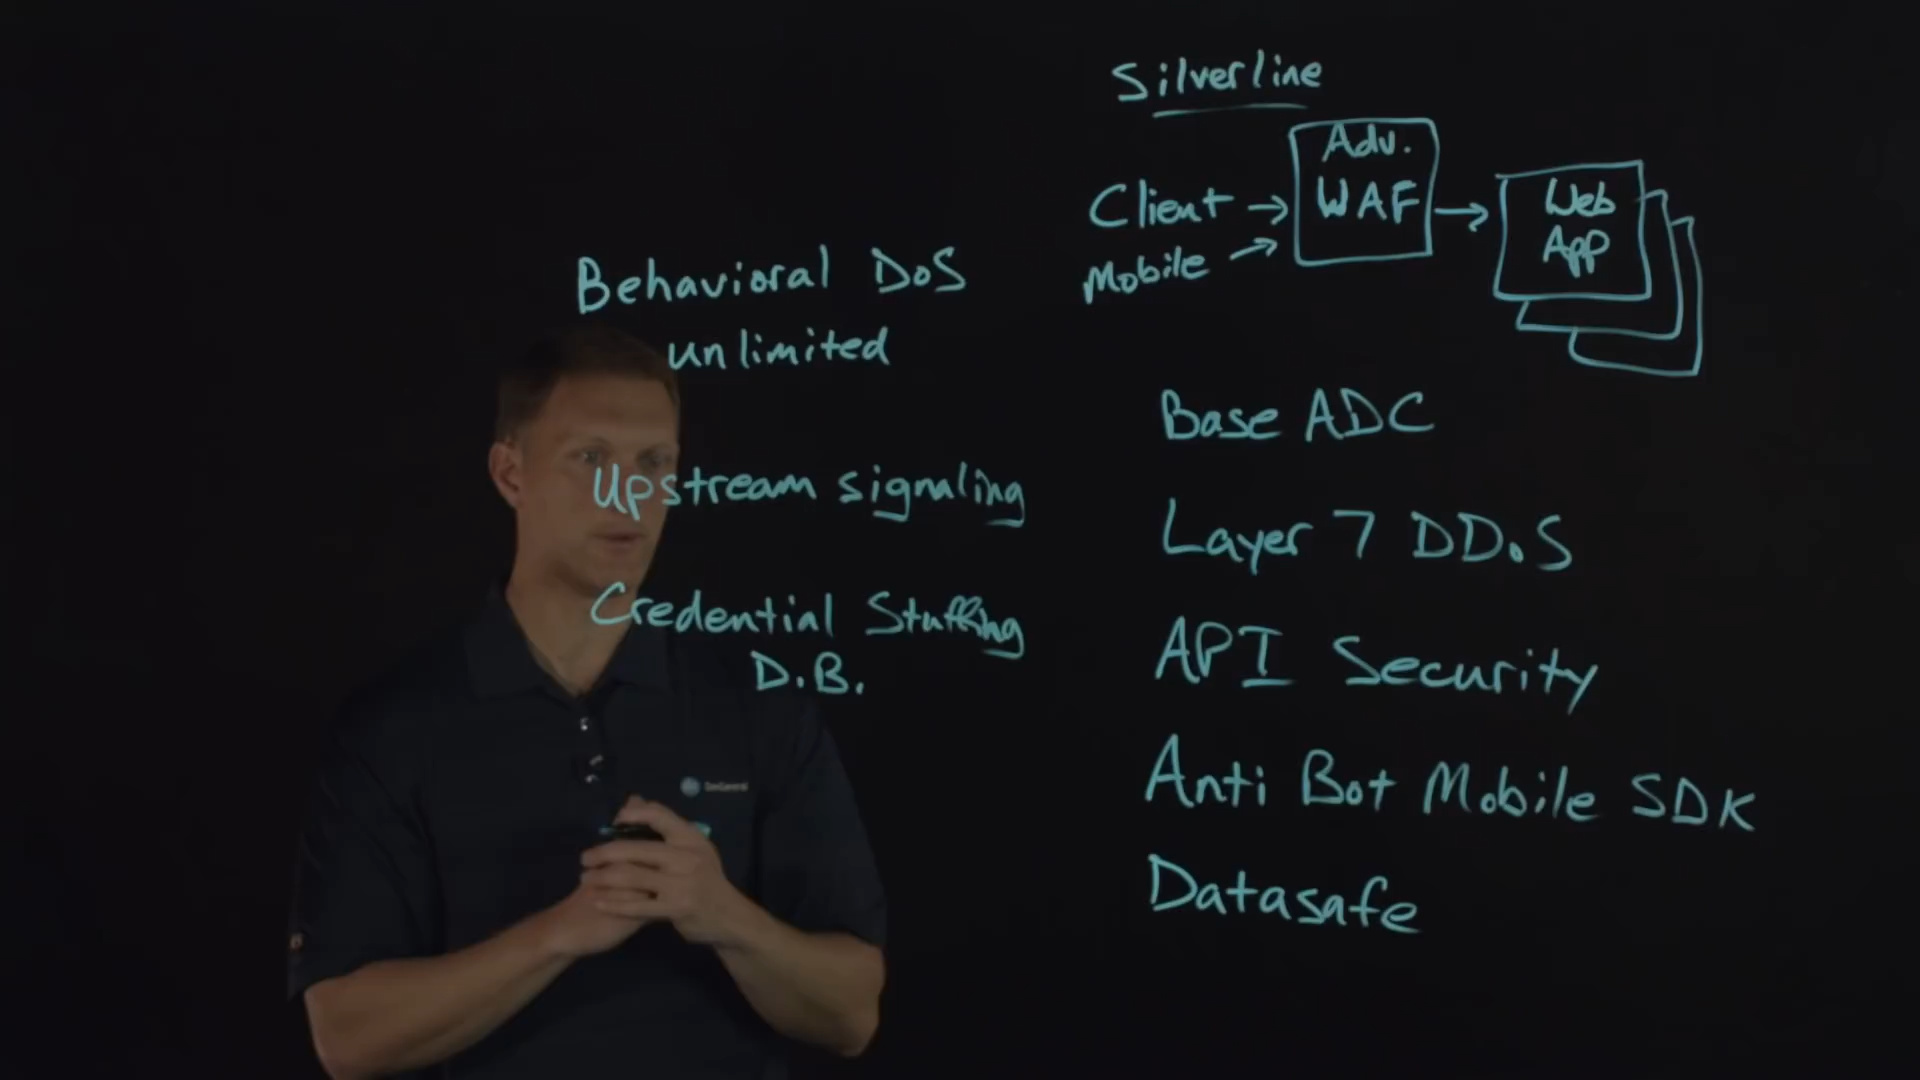 Silverline
Adv.
WAF
Client →
Mobile →
→
Web
App
Behavioral DoS
unlimited
Upstream signaling
Credential Stuffing
D.B.
Base ADC
Layer 7 DDoS
API Security
Anti Bot Mobile SDK
Datasafe